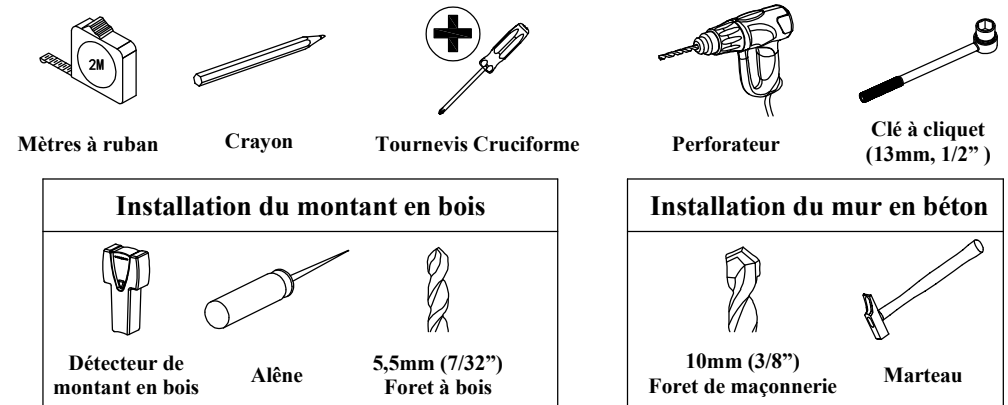 2M
Mètres à ruban
Crayon
Tournevis Cruciforme
Perforateur
Clé à cliquet
(13mm, 1/2” )
Installation du montant en bois
Détecteur de
montant en bois
Alêne
5,5mm (7/32”)
Foret à bois
Installation du mur en béton
10mm (3/8”)
Foret de maçonnerie
Marteau